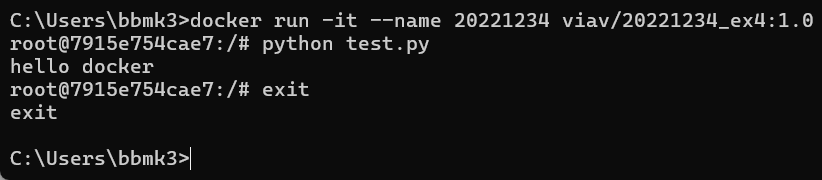 C:\Users\bbmk3>docker run -it --name 20221234 viav/20221234_ex4:1.0
root@7915e754cae7:/# python test.py
hello docker
root@7915e754cae7:/# exit
exit
C:\Users\bbmk3>